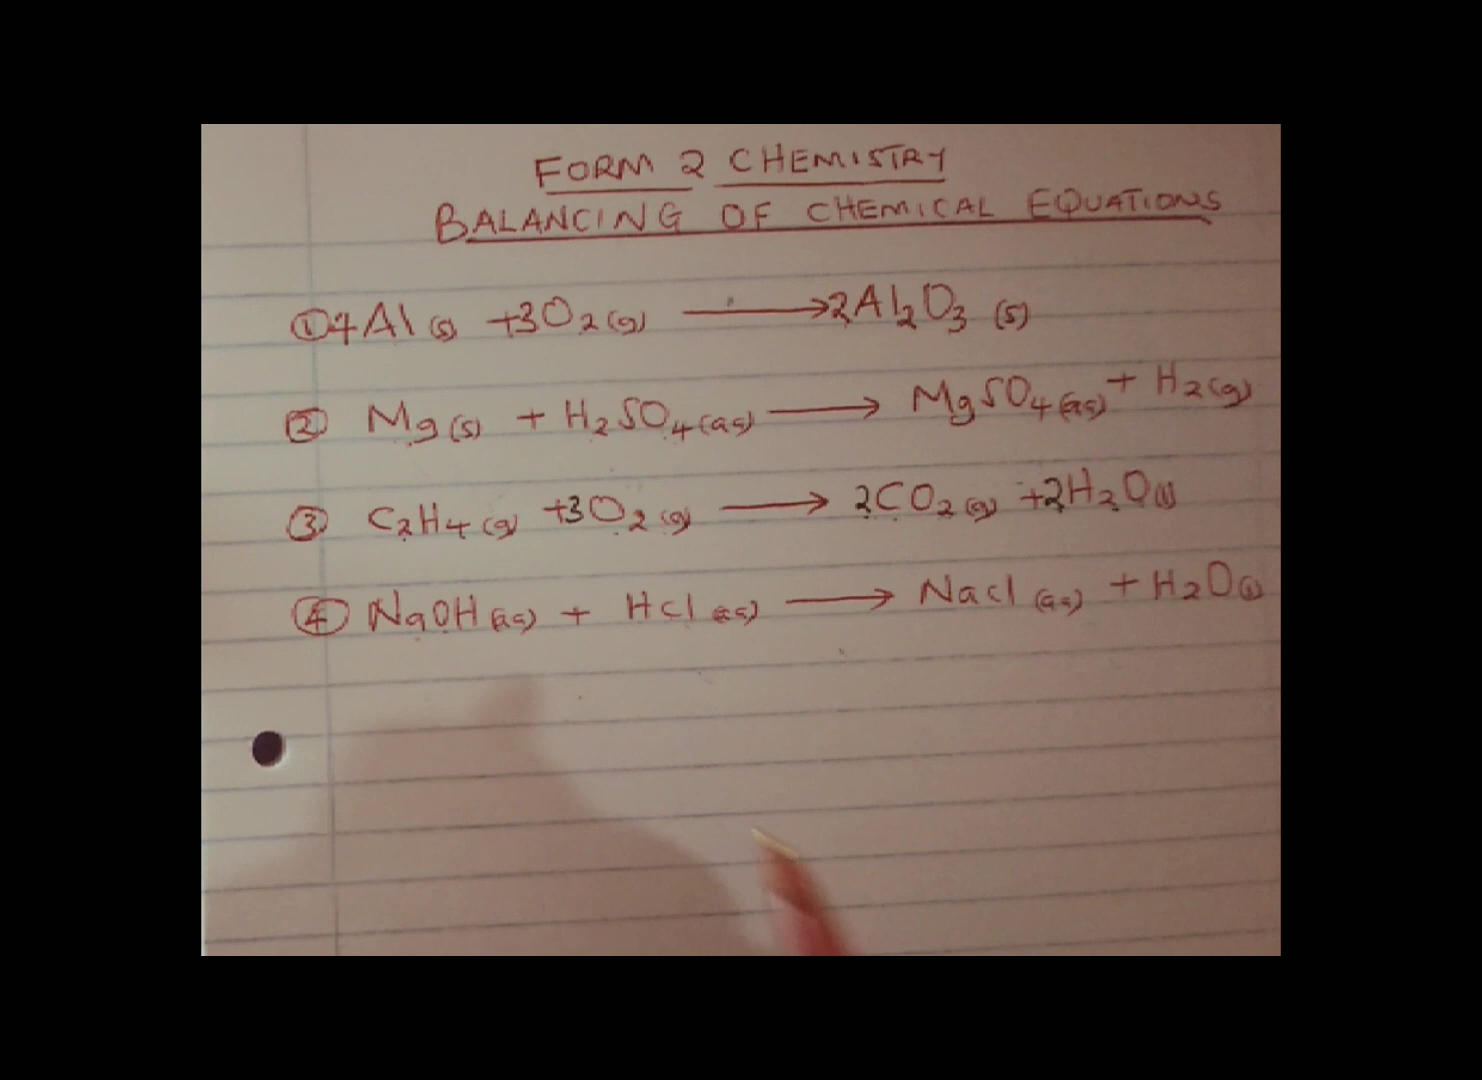 FORM 2 CHEMISTRY
BALANCING OF CHEMICAL EQUATIONS
① 4Al(s) +3O2(g) ⟶ 2Al2O3 (s)
② Mg(s) + H2SO4(aq) ⟶ MgSO4(aq) + H2(g)
③ C2H4(g) +3O2(g) ⟶ 2CO2(g) +2H2O(l)
④ NaOH(aq) + HCl(aq) ⟶ NaCl(aq) + H2O(l)